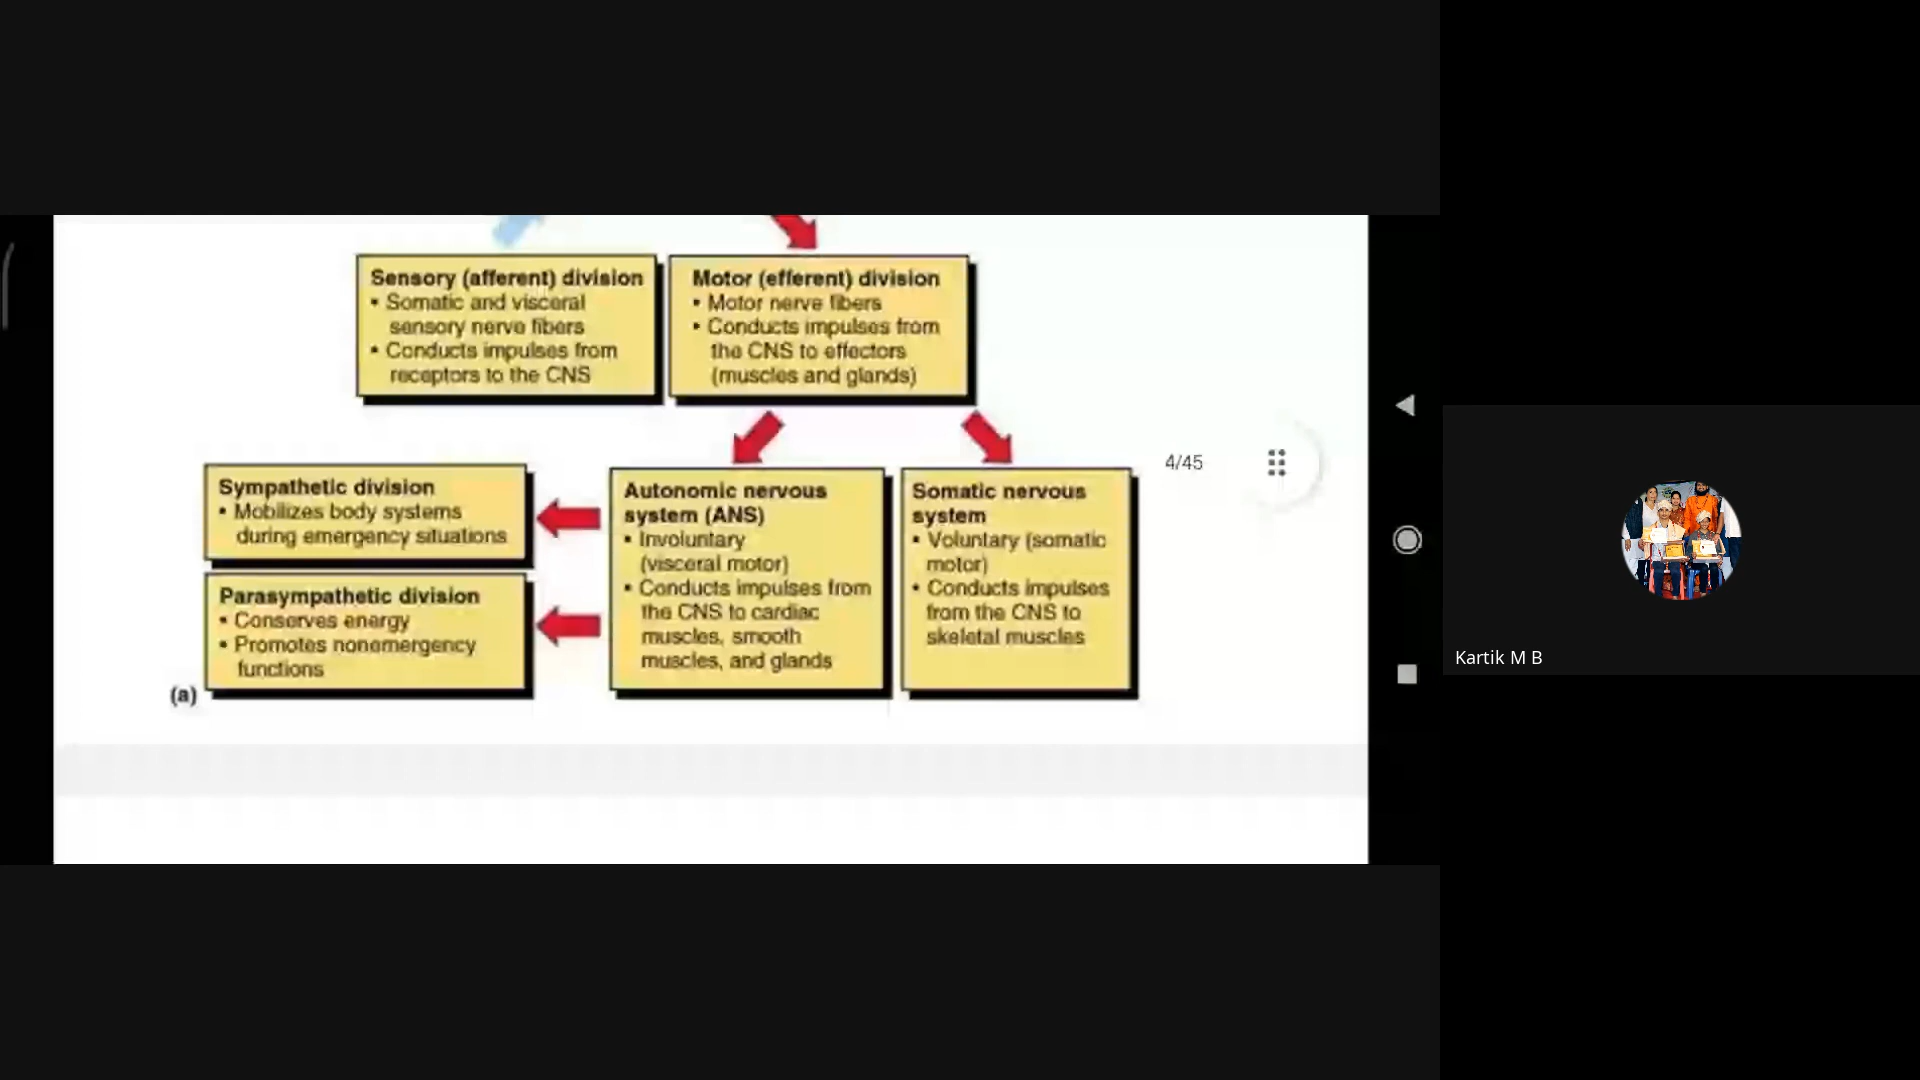 Sensory (afferent) division
• Somatic and visceral
sensory nerve fibers
• Conducts impulses from
receptors to the CNS
Motor (efferent) division
• Motor nerve fibers
• Conducts impulses from
the CNS to effectors
(muscles and glands)
Sympathetic division
• Mobilizes body systems
during emergency situations
Parasympathetic division
• Conserves energy
• Promotes nonemergency
functions
(a)
Autonomic nervous
system (ANS)
• Involuntary
(visceral motor)
• Conducts impulses from
the CNS to cardiac
muscles, smooth
muscles, and glands
Somatic nervous
system
• Voluntary (somatic
motor)
• Conducts impulses
from the CNS to
skeletal muscles
4/45
Kartik M B